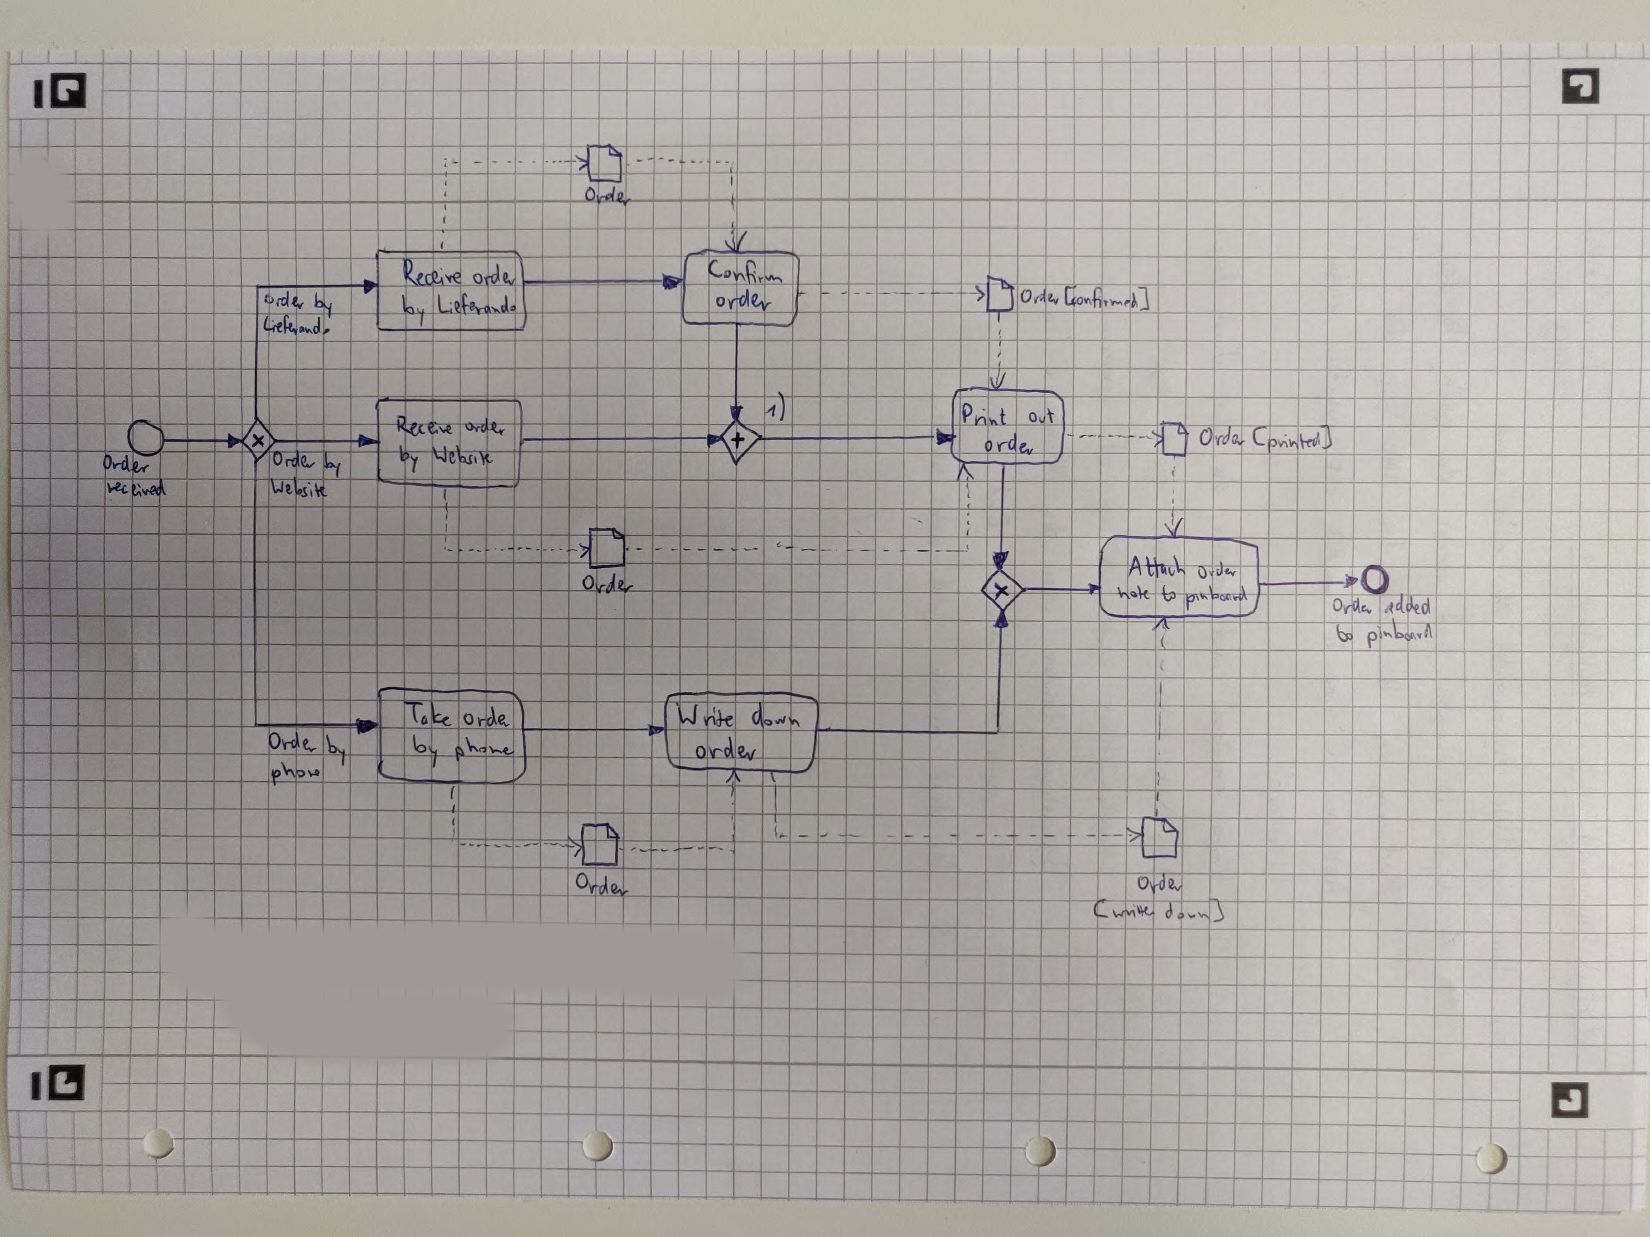 Order
Receive order
by Lieferando
Confirm
order
Order [confirmed]
Order by
Lieferando
1)
Receive order
by Website
Print out
order
Order [printed]
Order
received
Order by
Website
Order
Attach order
note to pinboard
Order added
to pinboard
Take order
by phone
Write down
order
Order by
phone
Order
Order
[written down]